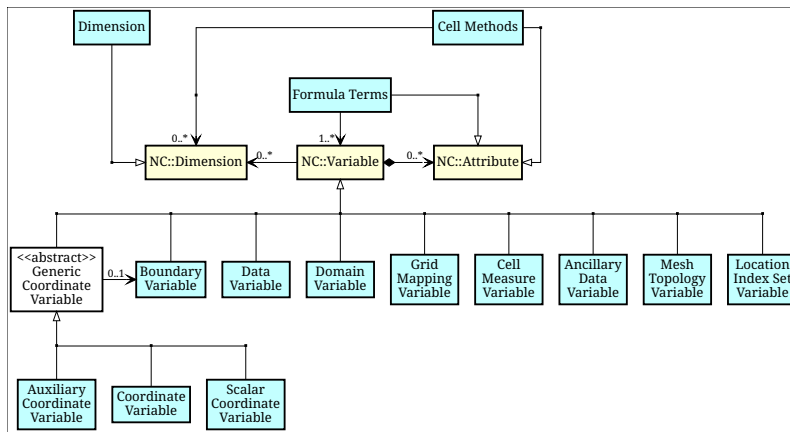 Dimension
Cell Methods
Formula Terms
0..*
1..*
NC::Dimension
0..*
NC::Variable
0..*
NC::Attribute
<<abstract>>
Generic
Coordinate
Variable
0..1
Boundary
Variable
Data
Variable
Domain
Variable
Grid
Mapping
Variable
Cell
Measure
Variable
Ancillary
Data
Variable
Mesh
Topology
Variable
Location
Index Set
Variable
Auxiliary
Coordinate
Variable
Coordinate
Variable
Scalar
Coordinate
Variable